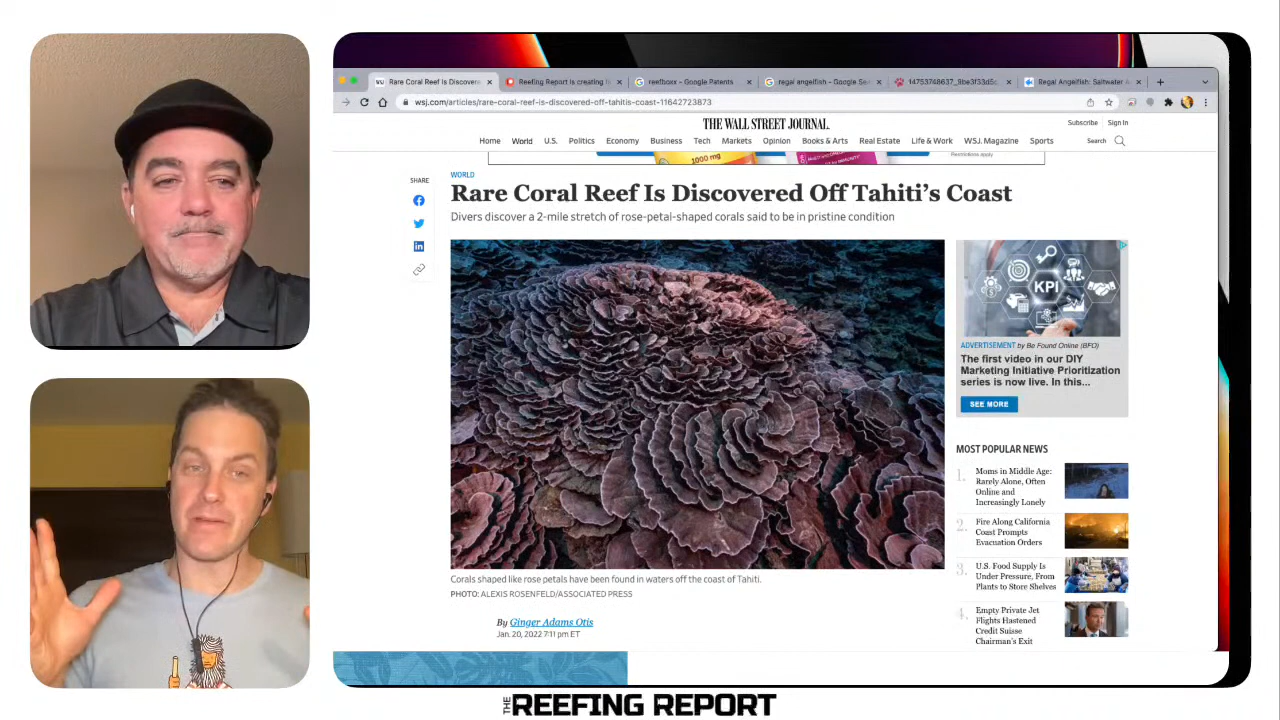 Rare Coral Reef Is Discovere
Reefing Report is creating
reefboxx - Google Patents
regal angelfish - Google Se
Regal Angelfish: Saltwater A
wsj.com/articles/rare-coral-reef-is-discovered-off-tahitis-coast-11642723873
THE WALL STREET JOURNAL.
Subscribe Sign In
Home World U.S. Politics Economy Business Tech Markets Opinion Books & Arts Real Estate Life & Work WSJ. Magazine Sports Search
1000 mg
Restrictions apply
SHARE
WORLD
Rare Coral Reef Is Discovered Off Tahiti's Coast
Divers discover a 2-mile stretch of rose-petal-shaped corals said to be in pristine condition
Corals shaped like rose petals have been found in waters off the coast of Tahiti.
PHOTO: ALEXIS ROSENFELD/ASSOCIATED PRESS
By Ginger Adams Otis
Jan. 20, 2022 7:11 pm ET
KPI
ADVERTISEMENT by Be Found Online (BFO)
The first video in our DIY
Marketing Initiative Prioritization
series is now live. In this...
SEE MORE
MOST POPULAR NEWS
1. Moms in Middle Age:
Rarely Alone, Often
Online and
Increasingly Lonely
2. Fire Along California
Coast Prompts
Evacuation Orders
3. U.S. Food Supply Is
Under Pressure, From
Plants to Store Shelves
4. Empty Private Jet
Flights Hastened
Credit Suisse
Chairman's Exit
THE REEFING REPORT